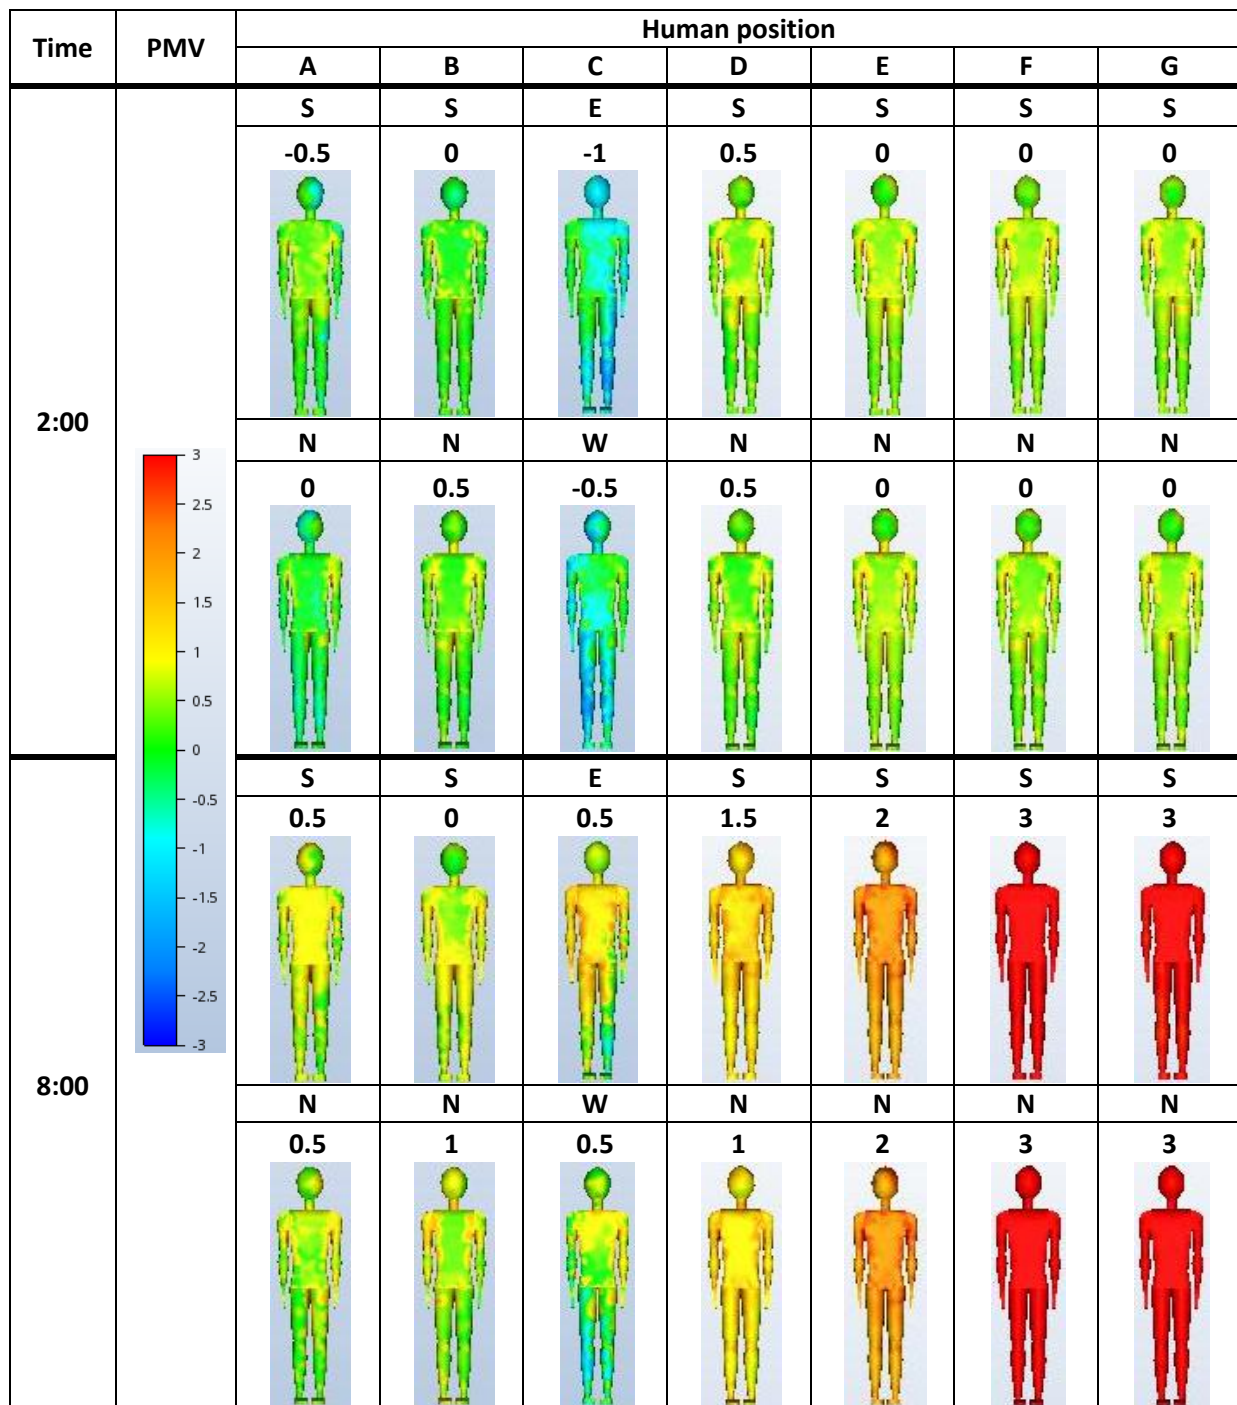 Time PMV Human position
A B C D E F G
S S E S S S S
-0.5 0 -1 0.5 0 0 0
2:00
N N W N N N N
0 0.5 -0.5 0.5 0 0 0
3
2.5
2
1.5
1
0.5
0
-0.5
-1
-1.5
-2
-2.5
-3
8:00
S S E S S S S
0.5 0 0.5 1.5 2 3 3
N N W N N N N
0.5 1 0.5 1 2 3 3